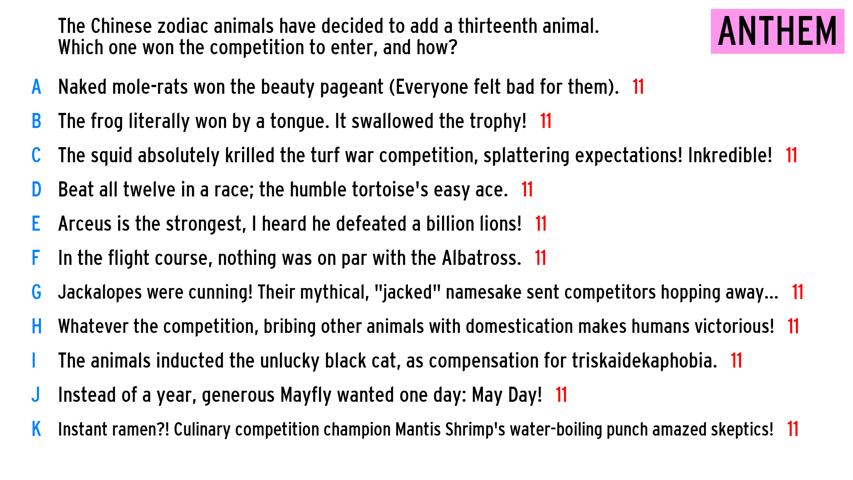 The Chinese zodiac animals have decided to add a thirteenth animal.
Which one won the competition to enter, and how?
ANTHEM
A Naked mole-rats won the beauty pageant (Everyone felt bad for them). 11
B The frog literally won by a tongue. It swallowed the trophy! 11
C The squid absolutely krilled the turf war competition, splattering expectations! Inkredible! 11
D Beat all twelve in a race; the humble tortoise's easy ace. 11
E Arceus is the strongest, I heard he defeated a billion lions! 11
F In the flight course, nothing was on par with the Albatross. 11
G Jackalopes were cunning! Their mythical, "jacked" namesake sent competitors hopping away... 11
H Whatever the competition, bribing other animals with domestication makes humans victorious! 11
I The animals inducted the unlucky black cat, as compensation for triskaidekaphobia. 11
J Instead of a year, generous Mayfly wanted one day: May Day! 11
K Instant ramen?! Culinary competition champion Mantis Shrimp's water-boiling punch amazed skeptics! 11